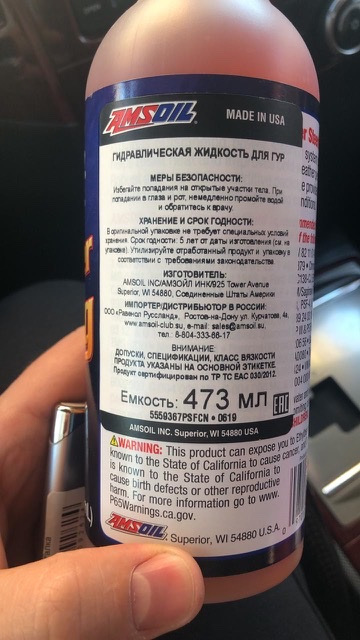 AMSOIL
MADE IN USA
ГИДРАВЛИЧЕСКАЯ ЖИДКОСТЬ ДЛЯ ГУР
МЕРЫ БЕЗОПАСНОСТИ:
Избегайте попадания на открытые участки тела. При
попадании в глаза и рот, немедленно промойте водой
и обратитесь к врачу.
ХРАНЕНИЕ И СРОК ГОДНОСТИ:
В оригинальной упаковке не требует специальных условий
хранения. Срок годности: 5 лет от даты изготовления (см. на
упаковке). Утилизируйте отработанный продукт и упаковку в
соответствии с требованиями законодательства.
ИЗГОТОВИТЕЛЬ:
AMSOIL INC/АМЗОЙЛ ИНК/925 Tower Avenue
Superior, WI 54880, Соединенные Штаты Америки
ИМПОРТЕР/ДИСТРИБЬЮТОР В РОССИИ:
ООО «Равенол Руссланд», Ростов-на-Дону, ул. Курчатова, 4а,
www.amsoil-club.su, e-mail: sales@amsoil.su,
тел. 8-804-333-66-17
ВНИМАНИЕ:
ДОПУСКИ, СПЕЦИФИКАЦИИ, КЛАСС ВЯЗКОСТИ
ПРОДУКТА УКАЗАНЫ НА ОСНОВНОЙ ЭТИКЕТКЕ.
Продукт сертифицирован по ТР ТС ЕАС 030/2012.
Емкость: 473 МЛ
EAC
5559367PSFCN • 0619
AMSOIL INC. Superior, WI 54880 USA
WARNING: This product can expose you to
known to the State of California to cause cancer,
is known to the State of California to
cause birth defects or other reproductive
harm. For more information go to www.
P65Warnings.ca.gov.
AMSOIL
Superior, WI 54880 U.S.A.